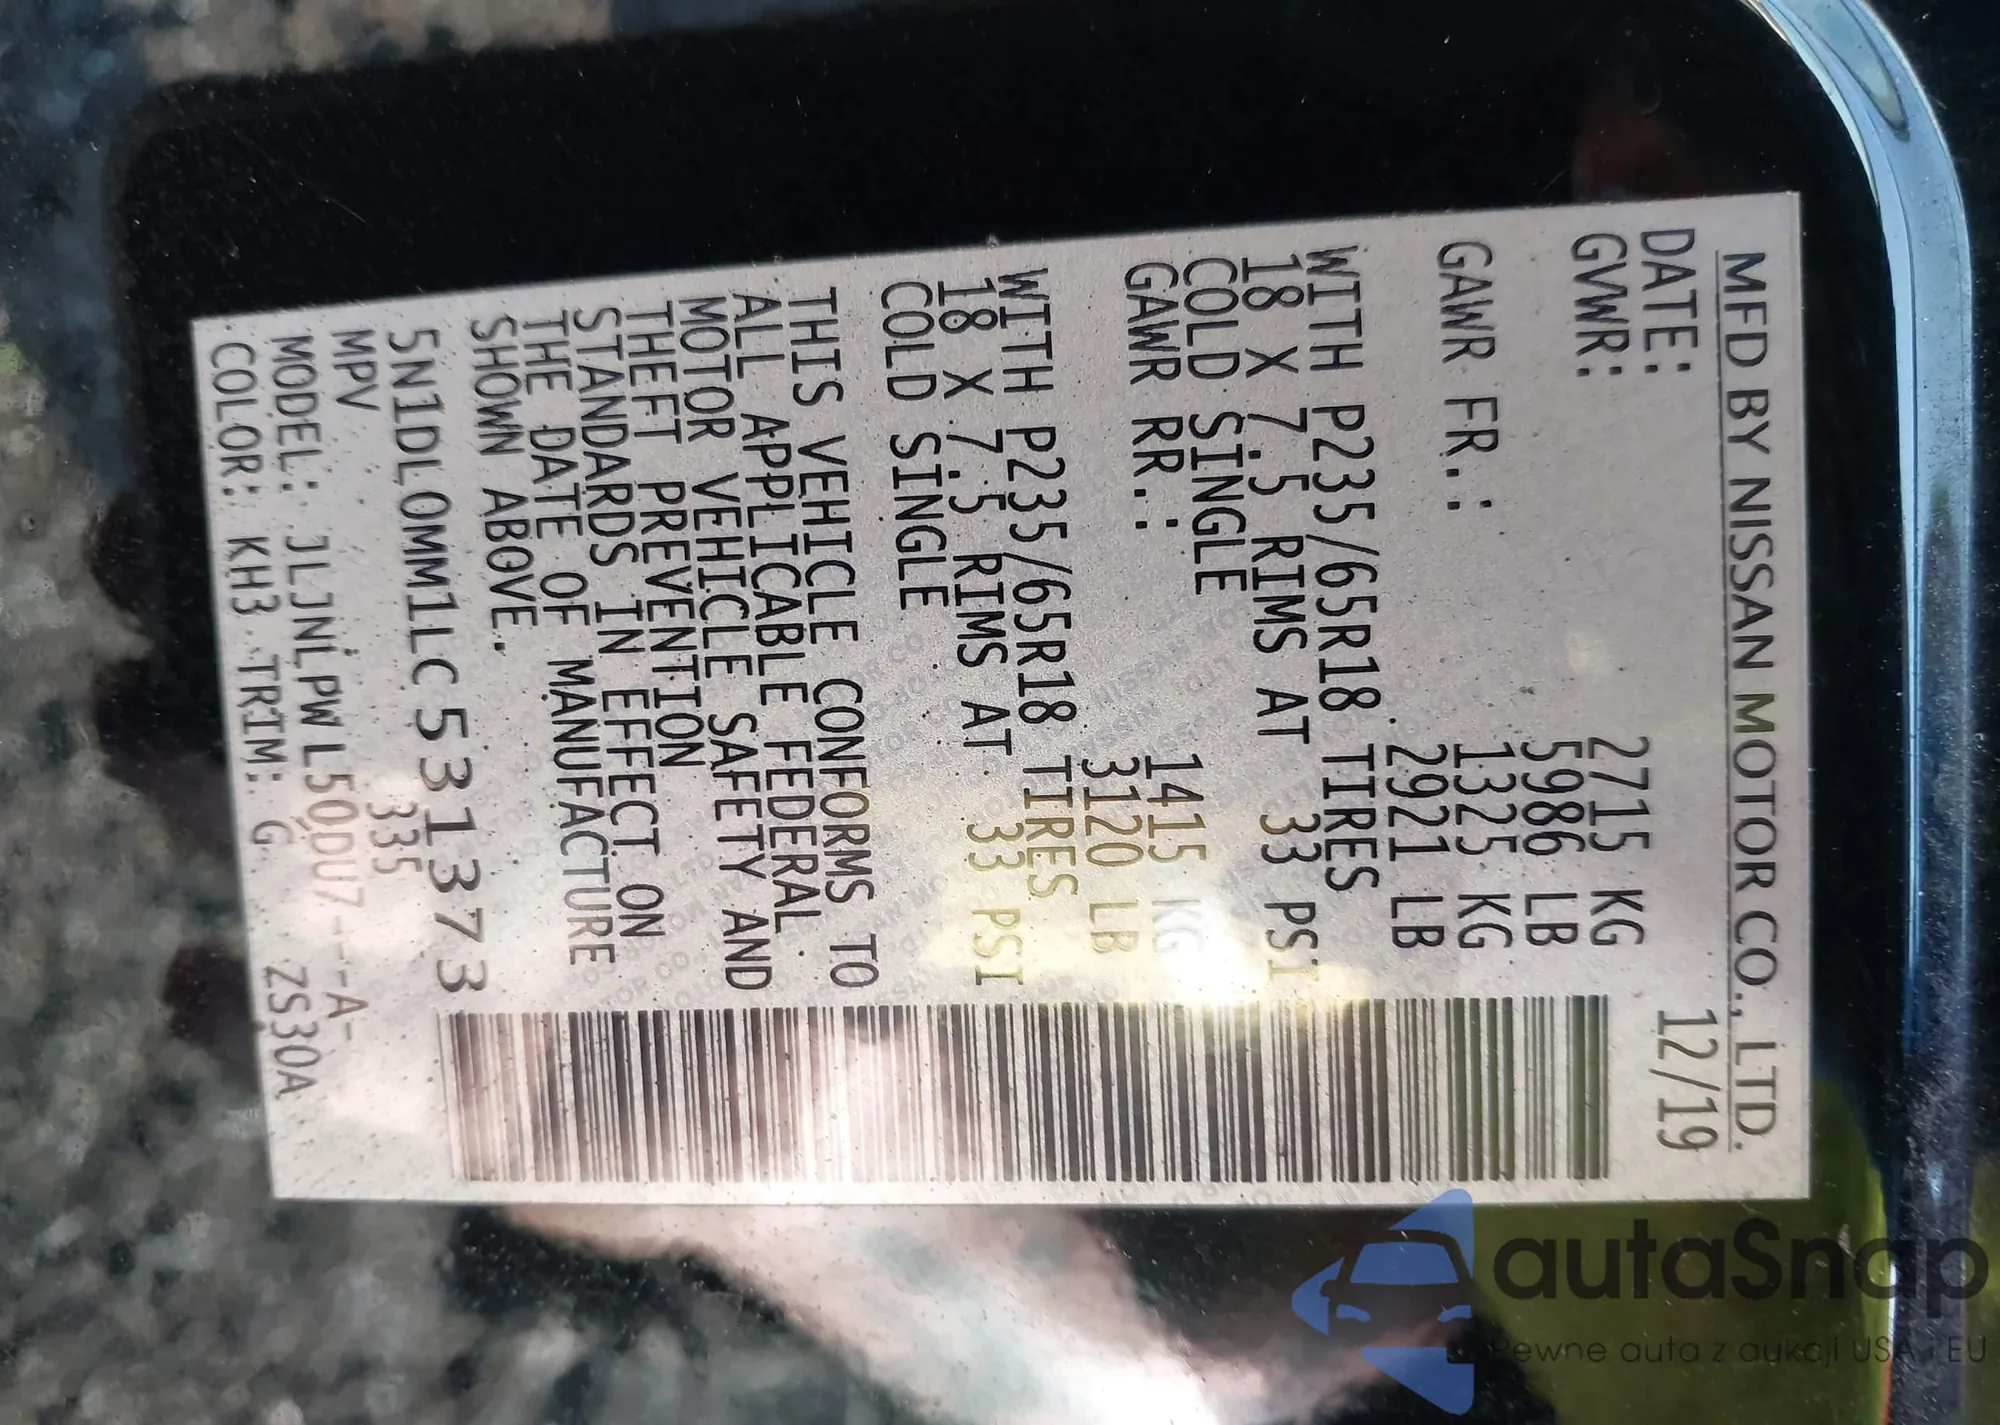 MFD BY NISSAN MOTOR CO., LTD.
DATE: 12/19
GVWR: 2715 KG
5986 LB
GAWR FR.: 1325 KG
2921 LB
WITH P235/65R18 TIRES
18 X 7.5 RIMS AT 33 PSI
COLD SINGLE
GAWR RR.: 1415 KG
3120 LB
WITH P235/65R18 TIRES
18 X 7.5 RIMS AT 33 PSI
COLD SINGLE
THIS VEHICLE CONFORMS TO
ALL APPLICABLE FEDERAL
MOTOR VEHICLE SAFETY AND
THEFT PREVENTION
STANDARDS IN EFFECT ON
THE DATE OF MANUFACTURE
SHOWN ABOVE.
5N1DL0MM1LC531373
MPV 335
MODEL: JLJNLPWL50DU7---A-
COLOR: KH3 TRIM: G ZS30A
autaSnap
Pewne auta z aukcji USA i EU